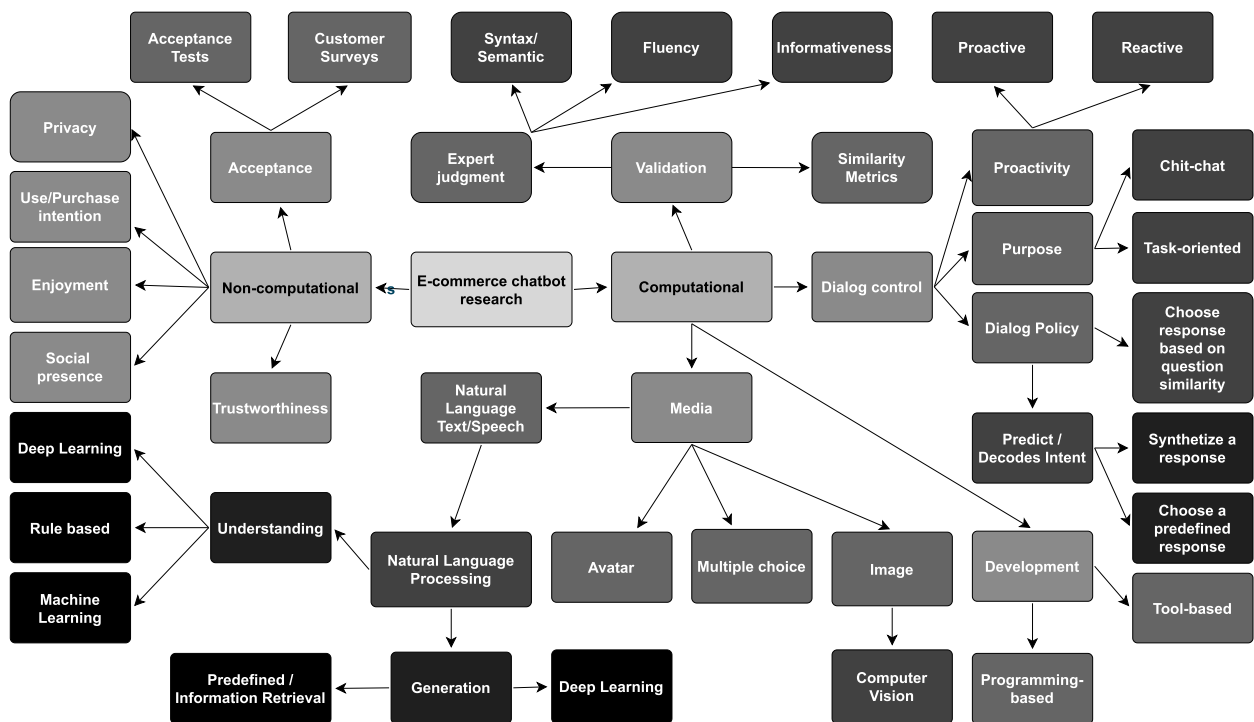 Acceptance
Tests
Customer
Surveys
Syntax/
Semantic
Fluency
Informativeness
Proactive
Reactive
Privacy
Acceptance
Expert
judgment
Validation
Similarity
Metrics
Proactivity
Chit-chat
Use/Purchase
intention
Enjoyment
Non-computational
s
E-commerce chatbot
research
Computational
Dialog control
Purpose
Task-oriented
Dialog Policy
Choose
response
based on
question
similarity
Social
presence
Trustworthiness
Natural
Language
Text/Speech
Media
Predict /
Decodes Intent
Synthetize a
response
Deep Learning
Rule based
Understanding
Natural Language
Processing
Avatar
Multiple choice
Image
Development
Choose a
predefined
response
Machine
Learning
Tool-based
Predefined /
Information Retrieval
Generation
Deep Learning
Computer
Vision
Programming-
based